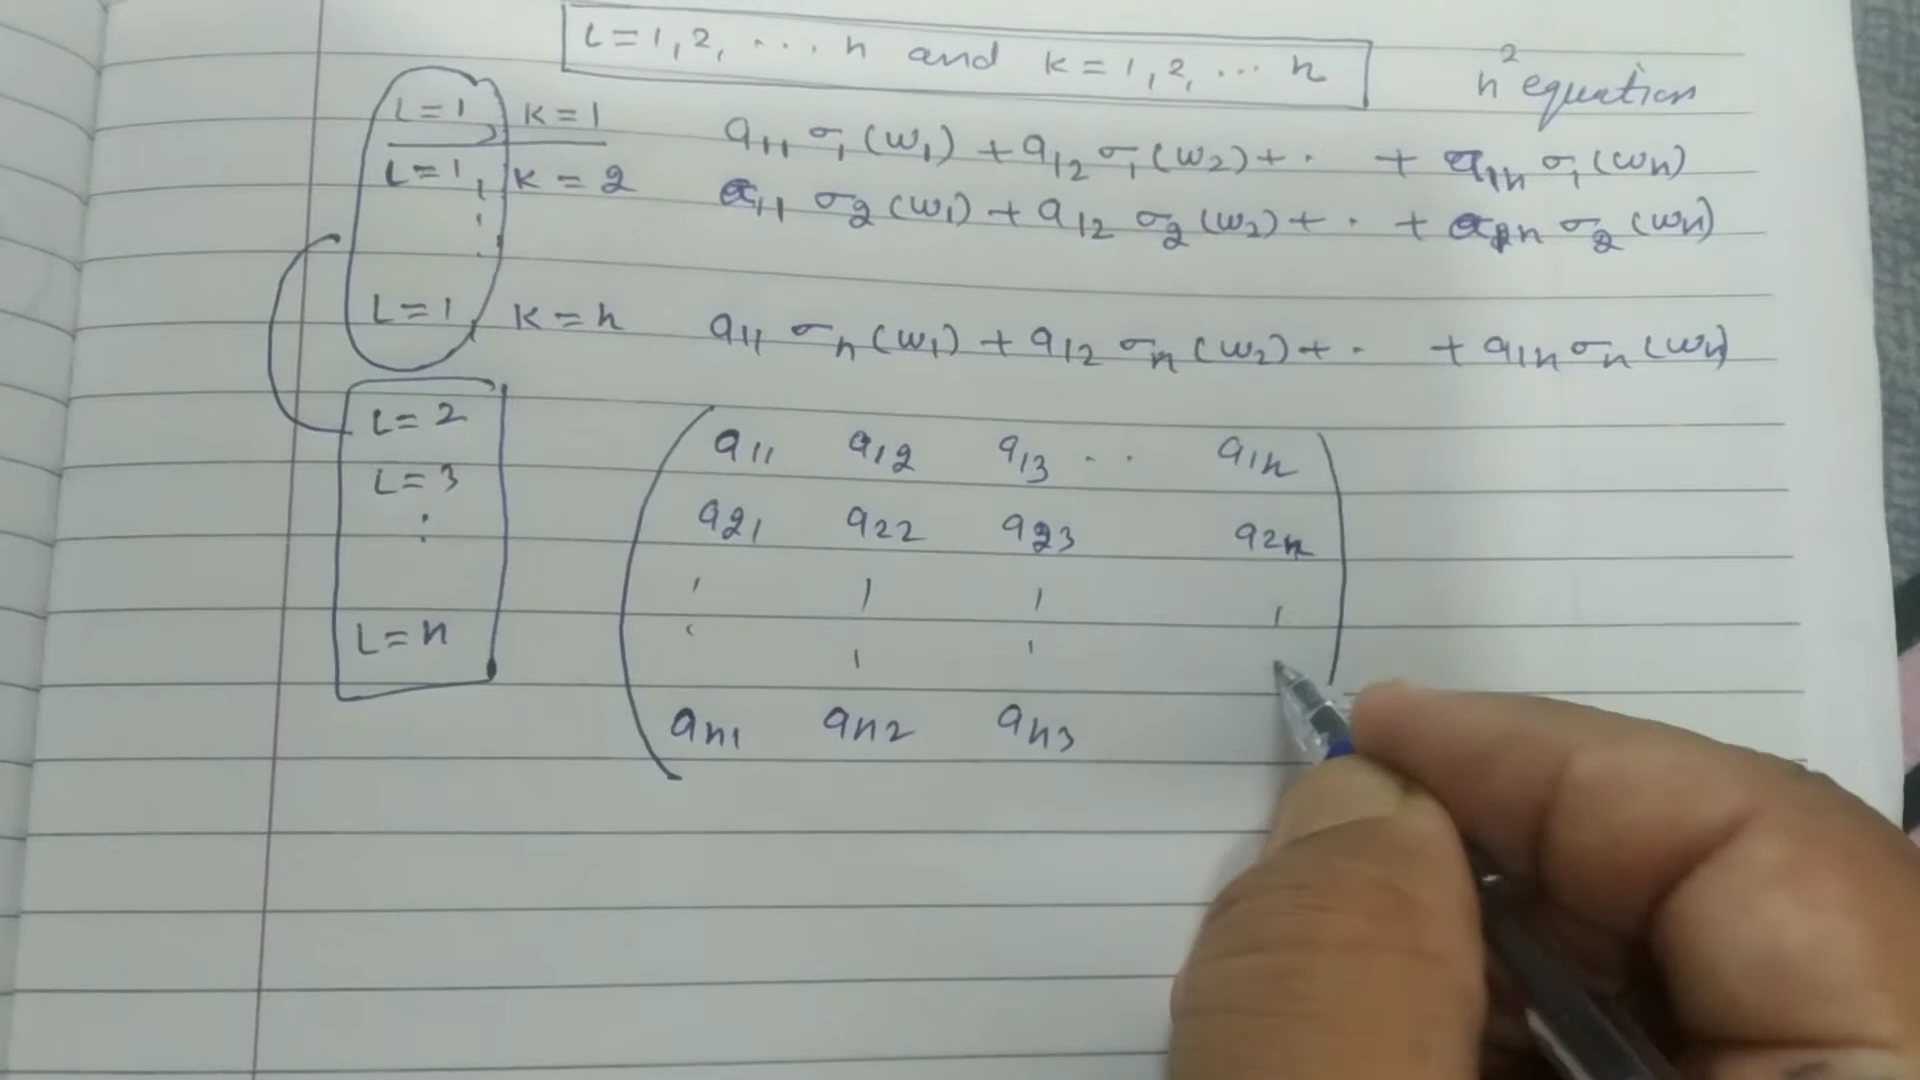 L=1,2, ... n and K=1,2, ... n
n² equation
L=1, K=1 a₁₁ σ₁(w₁) + a₁₂ σ₁(w₂) + . + a₁ₙ σ₁(wₙ)
L=1, K=2 a₁₁ σ₂(w₁) + a₁₂ σ₂(w₂) + . + a₁ₙ σ₂(wₙ)
L=1, K=n a₁₁ σₙ(w₁) + a₁₂ σₙ(w₂) + . + a₁ₙ σₙ(wₙ)
L=2
L=3
L=n
a₁₁ a₁₂ a₁₃ .. a₁ₙ
a₂₁ a₂₂ a₂₃ a₂ₙ
aₙ₁ aₙ₂ aₙ₃